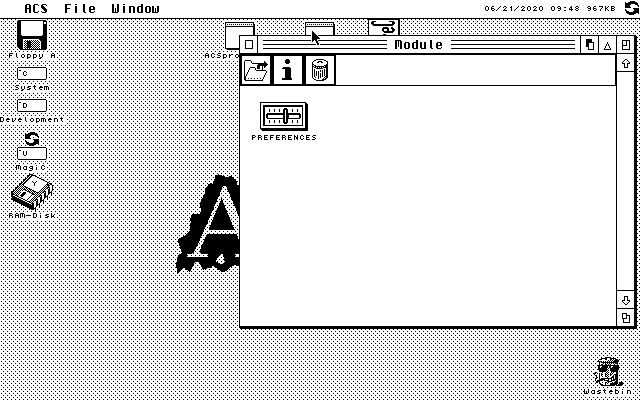 ACS File Window 06/21/2020 09:48 967KB
Floppy A
ACSpro
Module
C
System
D
Development
PREFERENCES
V
Magic
Y
RAM-Disk
A
Wastebin